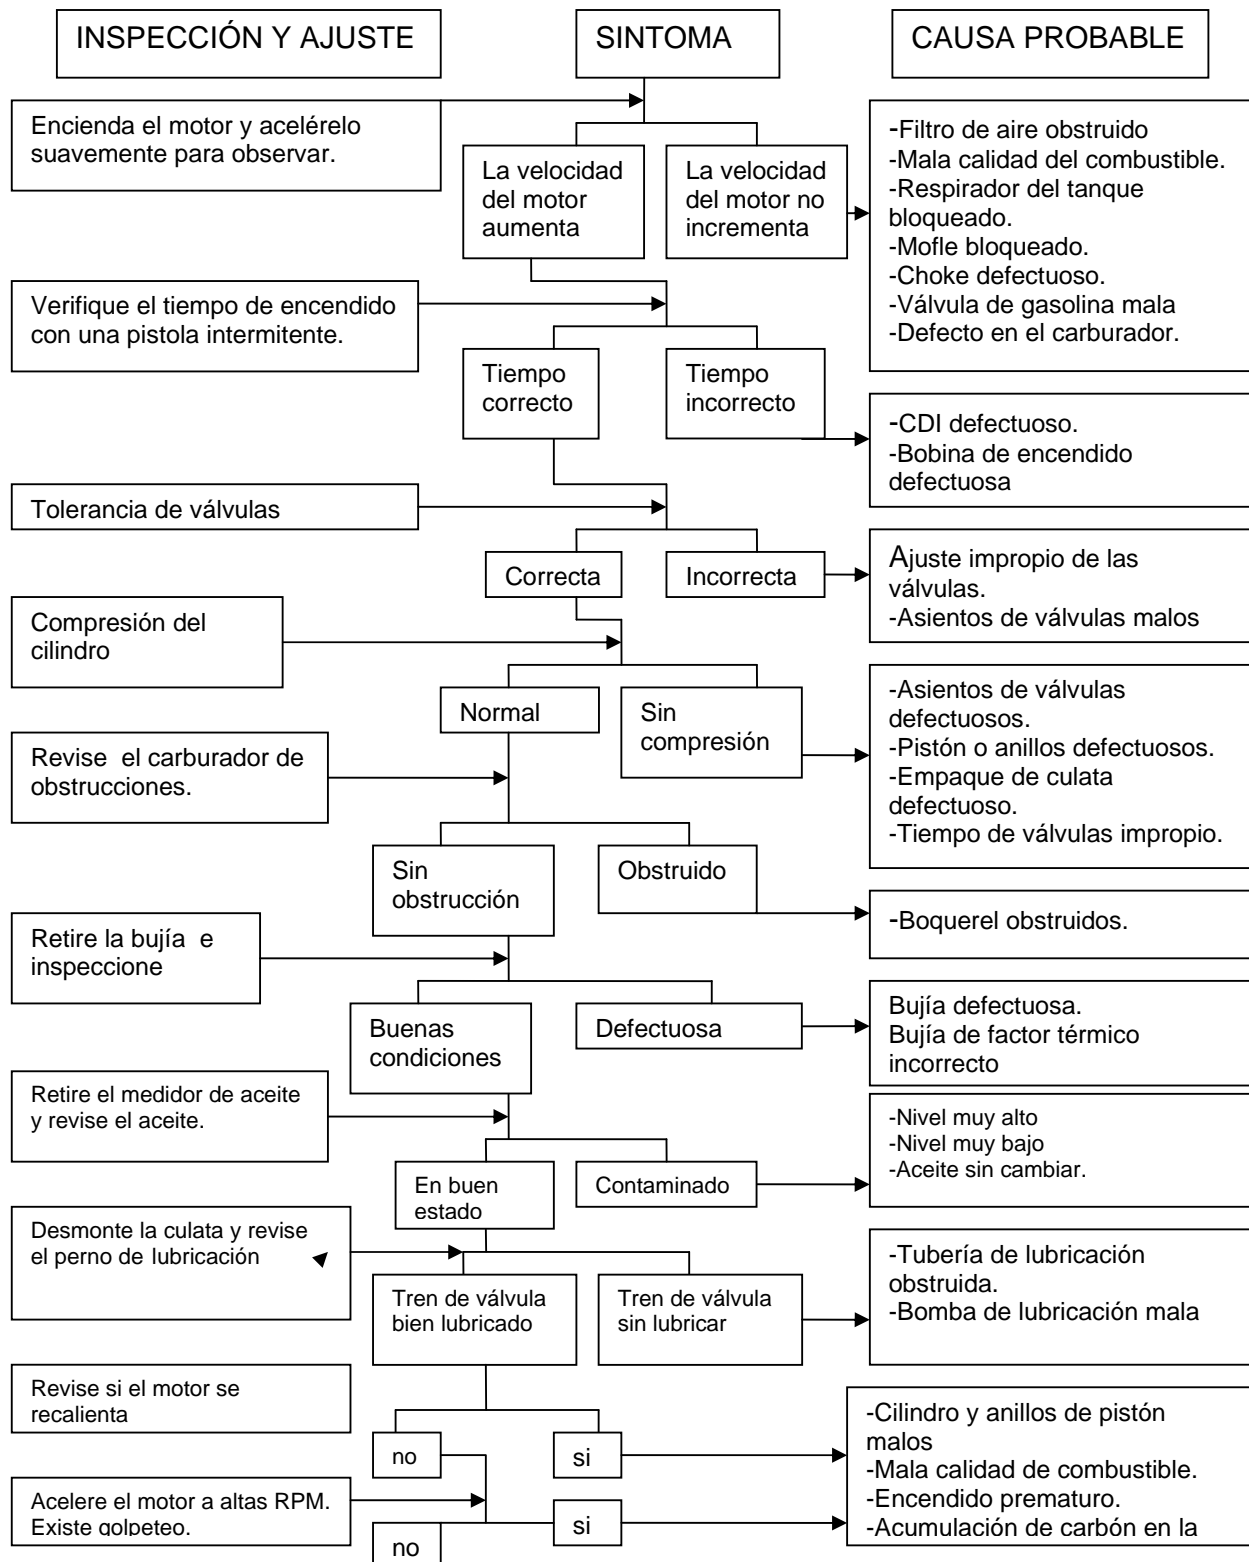 INSPECCIÓN Y AJUSTE
SINTOMA
CAUSA PROBABLE
Encienda el motor y acelérelo
suavemente para observar.
La velocidad
del motor
aumenta
La velocidad
del motor no
incrementa
-Filtro de aire obstruido
-Mala calidad del combustible.
-Respirador del tanque
bloqueado.
-Mofle bloqueado.
-Choke defectuoso.
-Válvula de gasolina mala
-Defecto en el carburador.
Verifique el tiempo de encendido
con una pistola intermitente.
Tiempo
correcto
Tiempo
incorrecto
-CDI defectuoso.
-Bobina de encendido
defectuosa
Tolerancia de válvulas
Correcta
Incorrecta
Ajuste impropio de las
válvulas.
-Asientos de válvulas malos
Compresión del
cilindro
Normal
Sin
compresión
-Asientos de válvulas
defectuosos.
-Pistón o anillos defectuosos.
-Empaque de culata
defectuoso.
-Tiempo de válvulas impropio.
Revise  el carburador de
obstrucciones.
Sin
obstrucción
Obstruido
-Boquerel obstruidos.
Retire la bujía  e
inspeccione
Buenas
condiciones
Defectuosa
Bujía defectuosa.
Bujía de factor térmico
incorrecto
Retire el medidor de aceite
y revise el aceite.
En buen
estado
Contaminado
-Nivel muy alto
-Nivel muy bajo
-Aceite sin cambiar.
Desmonte la culata y revise
el perno de lubricación
Tren de válvula
bien lubricado
Tren de válvula
sin lubricar
-Tubería de lubricación
obstruida.
-Bomba de lubricación mala
Revise si el motor se
recalienta
no
si
-Cilindro y anillos de pistón
malos
-Mala calidad de combustible.
-Encendido prematuro.
-Acumulación de carbón en la
Acelere el motor a altas RPM.
Existe golpeteo.
no
si